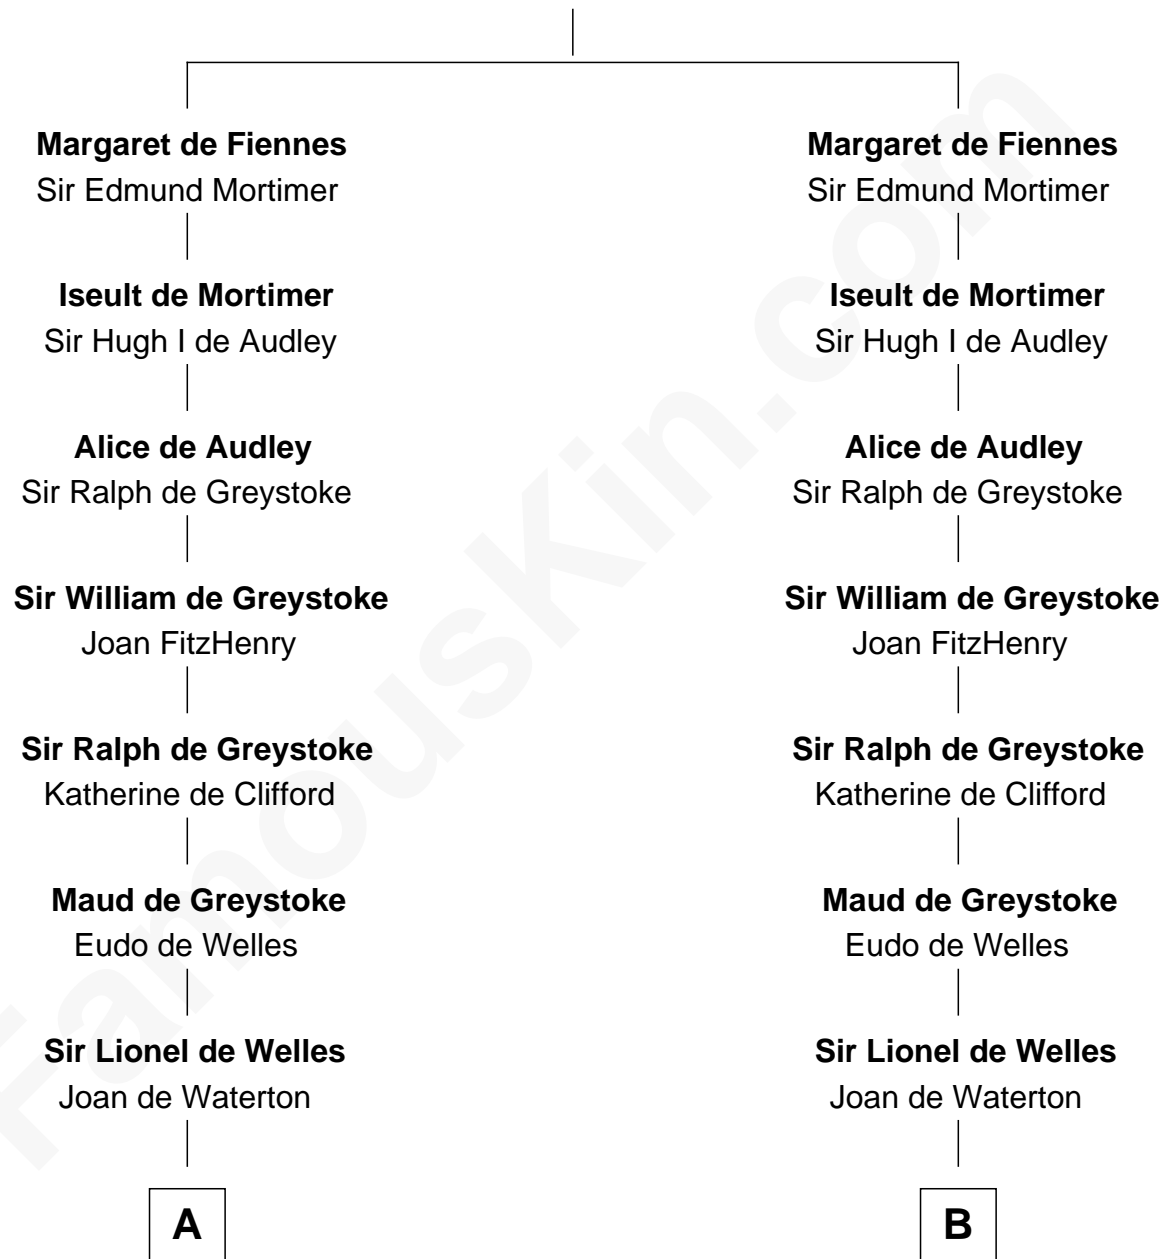 Margaret de Fiennes
Sir Edmund Mortimer
Iseult de Mortimer
Sir Hugh I de Audley
Alice de Audley
Sir Ralph de Greystoke
Sir William de Greystoke
Joan FitzHenry
Sir Ralph de Greystoke
Katherine de Clifford
Maud de Greystoke
Eudo de Welles
Sir Lionel de Welles
Joan de Waterton
A
Margaret de Fiennes
Sir Edmund Mortimer
Iseult de Mortimer
Sir Hugh I de Audley
Alice de Audley
Sir Ralph de Greystoke
Sir William de Greystoke
Joan FitzHenry
Sir Ralph de Greystoke
Katherine de Clifford
Maud de Greystoke
Eudo de Welles
Sir Lionel de Welles
Joan de Waterton
B
FamousKin.com